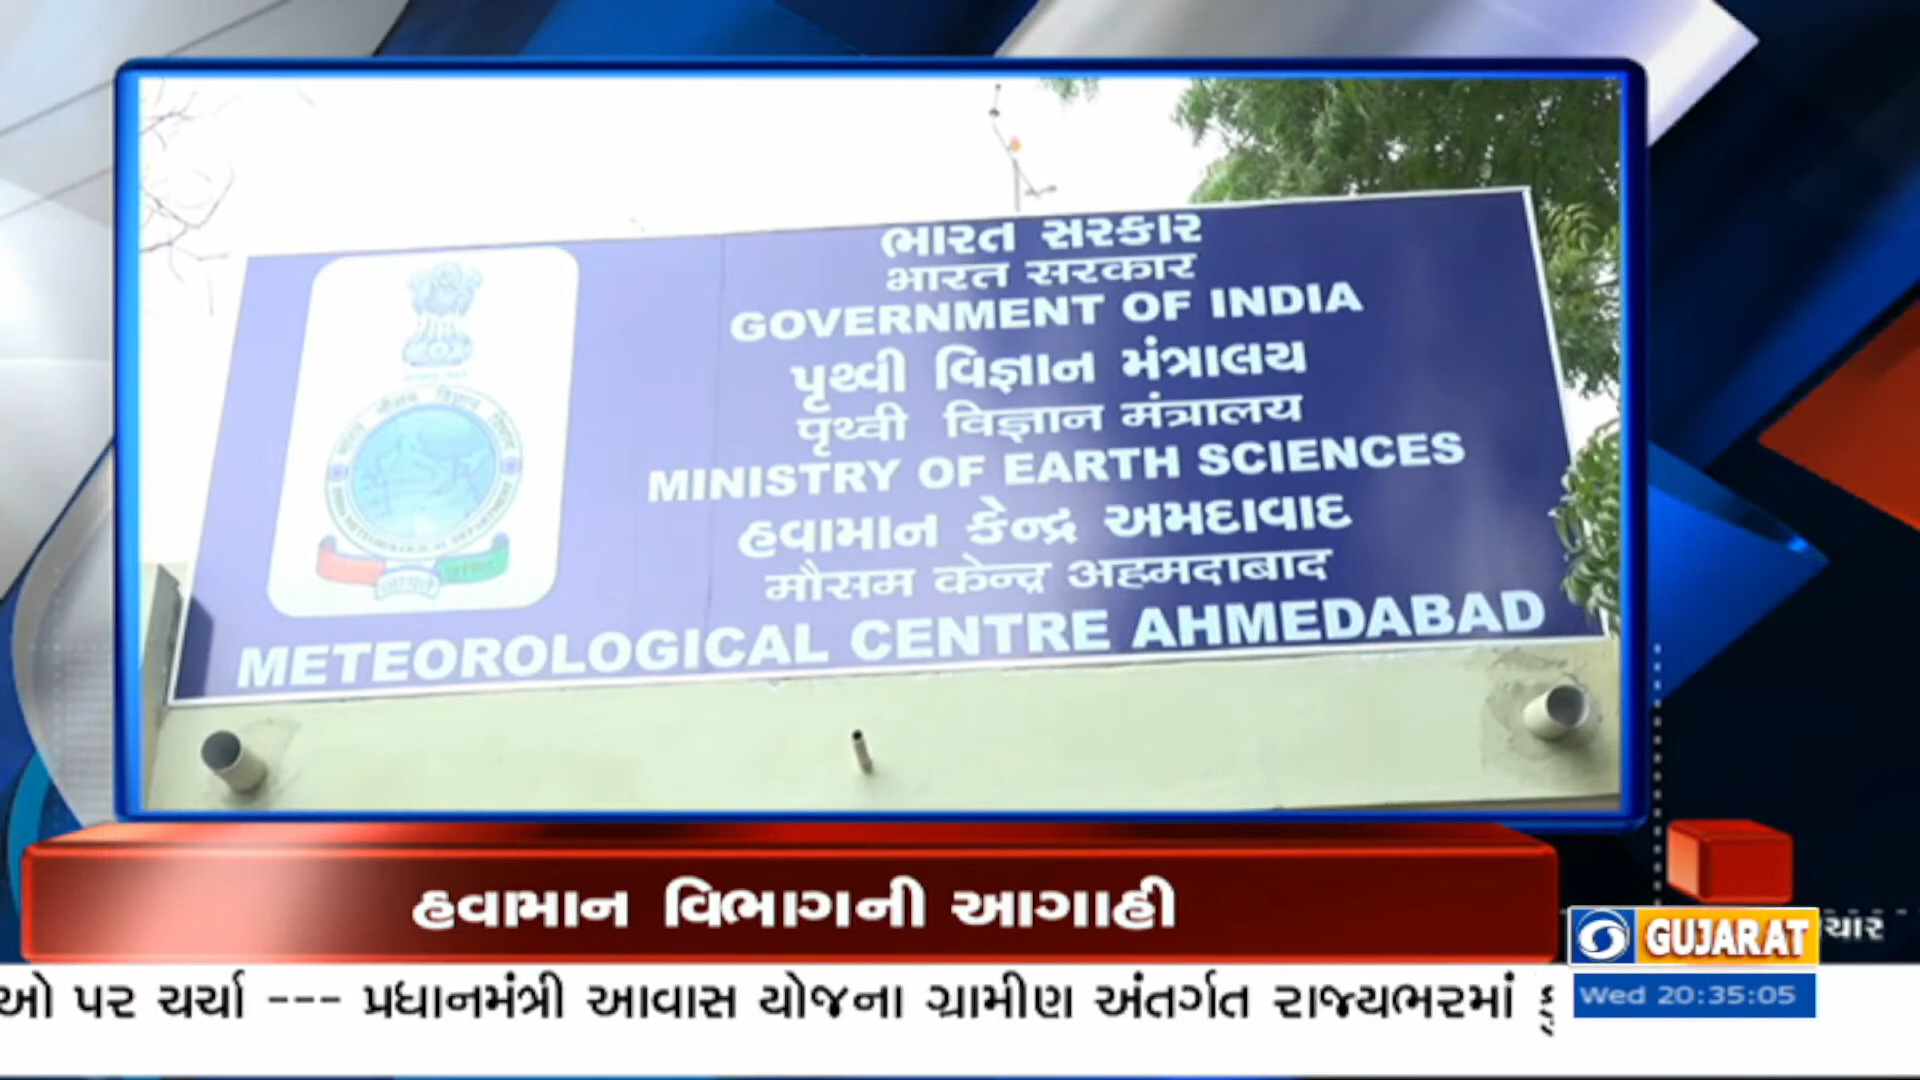 ભારત સરકાર
भारत सरकार
GOVERNMENT OF INDIA
પૃથ્વી વિજ્ઞાન મંત્રાલય
पृथ्वी विज्ञान मंत्रालय
MINISTRY OF EARTH SCIENCES
હવામાન કેન્દ્ર અમદાવાદ
मौसम केन्द्र अहमदाबाद
METEOROLOGICAL CENTRE AHMEDABAD
હવામાન વિભાગની આગાહી
GUJARAT
Wed 20:35:05
પર ચર્ચા --- પ્રધાનમંત્રી આવાસ યોજના ગ્રામીણ અંતર્ગત રાજ્યભરમાં